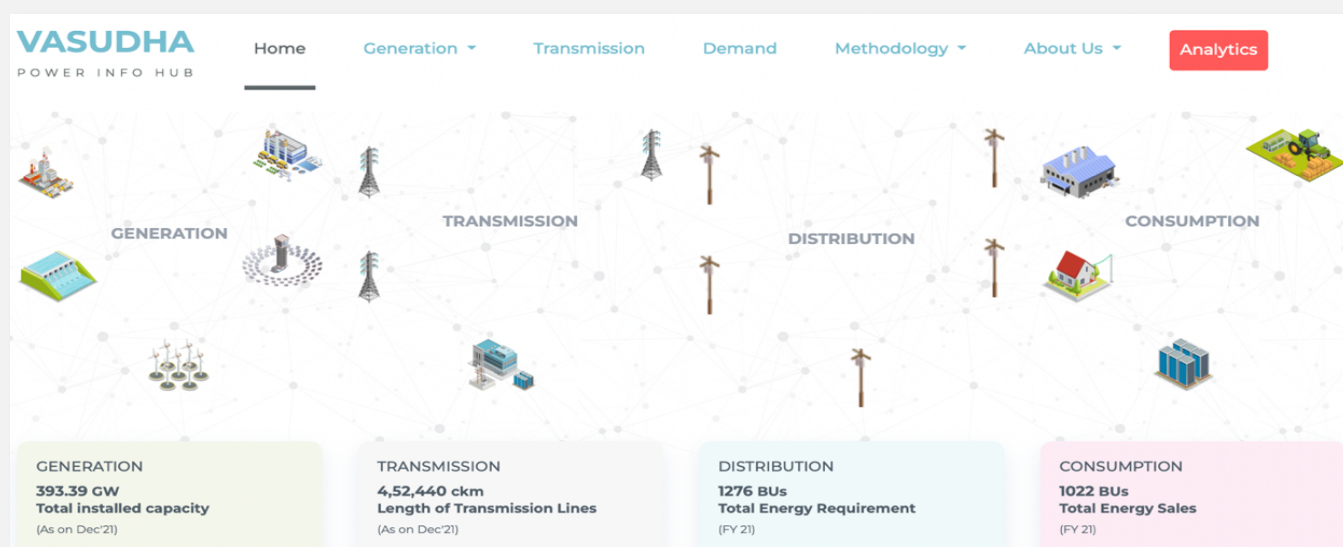 VASUDHA
POWER INFO HUB
Home
Generation
Transmission
Demand
Methodology
About Us
Analytics
GENERATION
TRANSMISSION
DISTRIBUTION
CONSUMPTION
GENERATION
393.39 GW
Total installed capacity
(As on Dec'21)
TRANSMISSION
4,52,440 ckm
Length of Transmission Lines
(As on Dec'21)
DISTRIBUTION
1276 BUs
Total Energy Requirement
(FY 21)
CONSUMPTION
1022 BUs
Total Energy Sales
(FY 21)